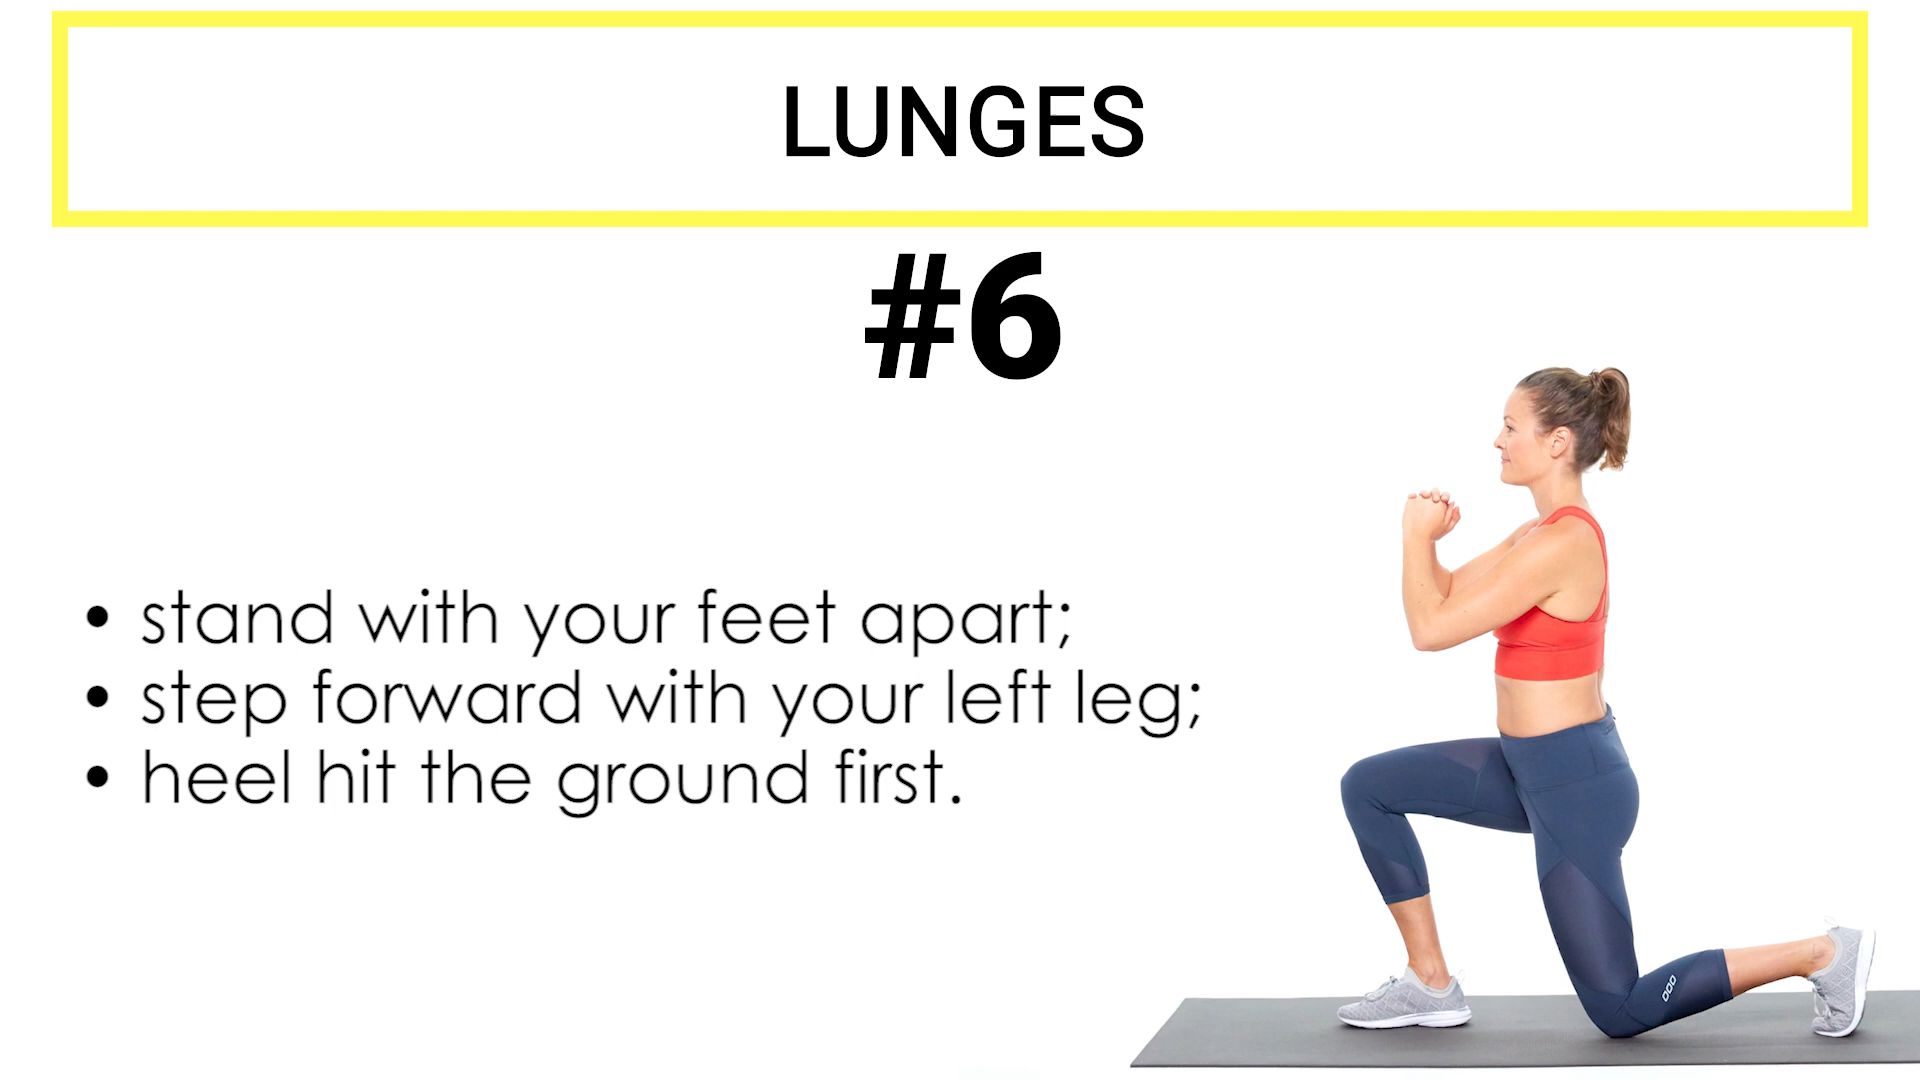 LUNGES
#6
• stand with your feet apart;
• step forward with your left leg;
• heel hit the ground first.